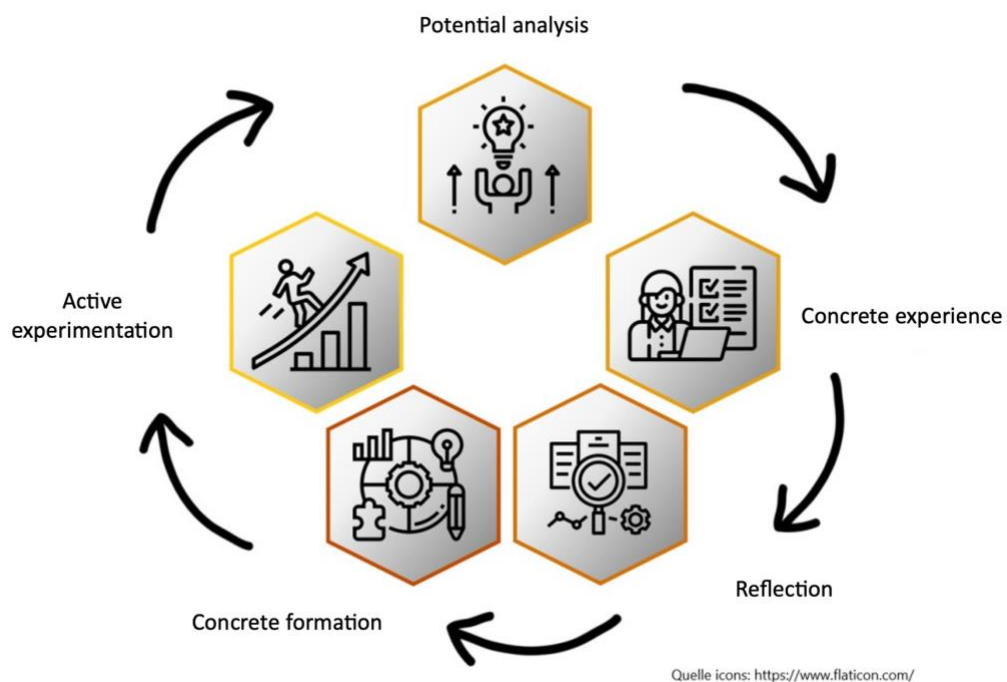 Potential analysis
Concrete experience
Reflection
Concrete formation
Active
experimentation
Quelle icons: https://www.flaticon.com/